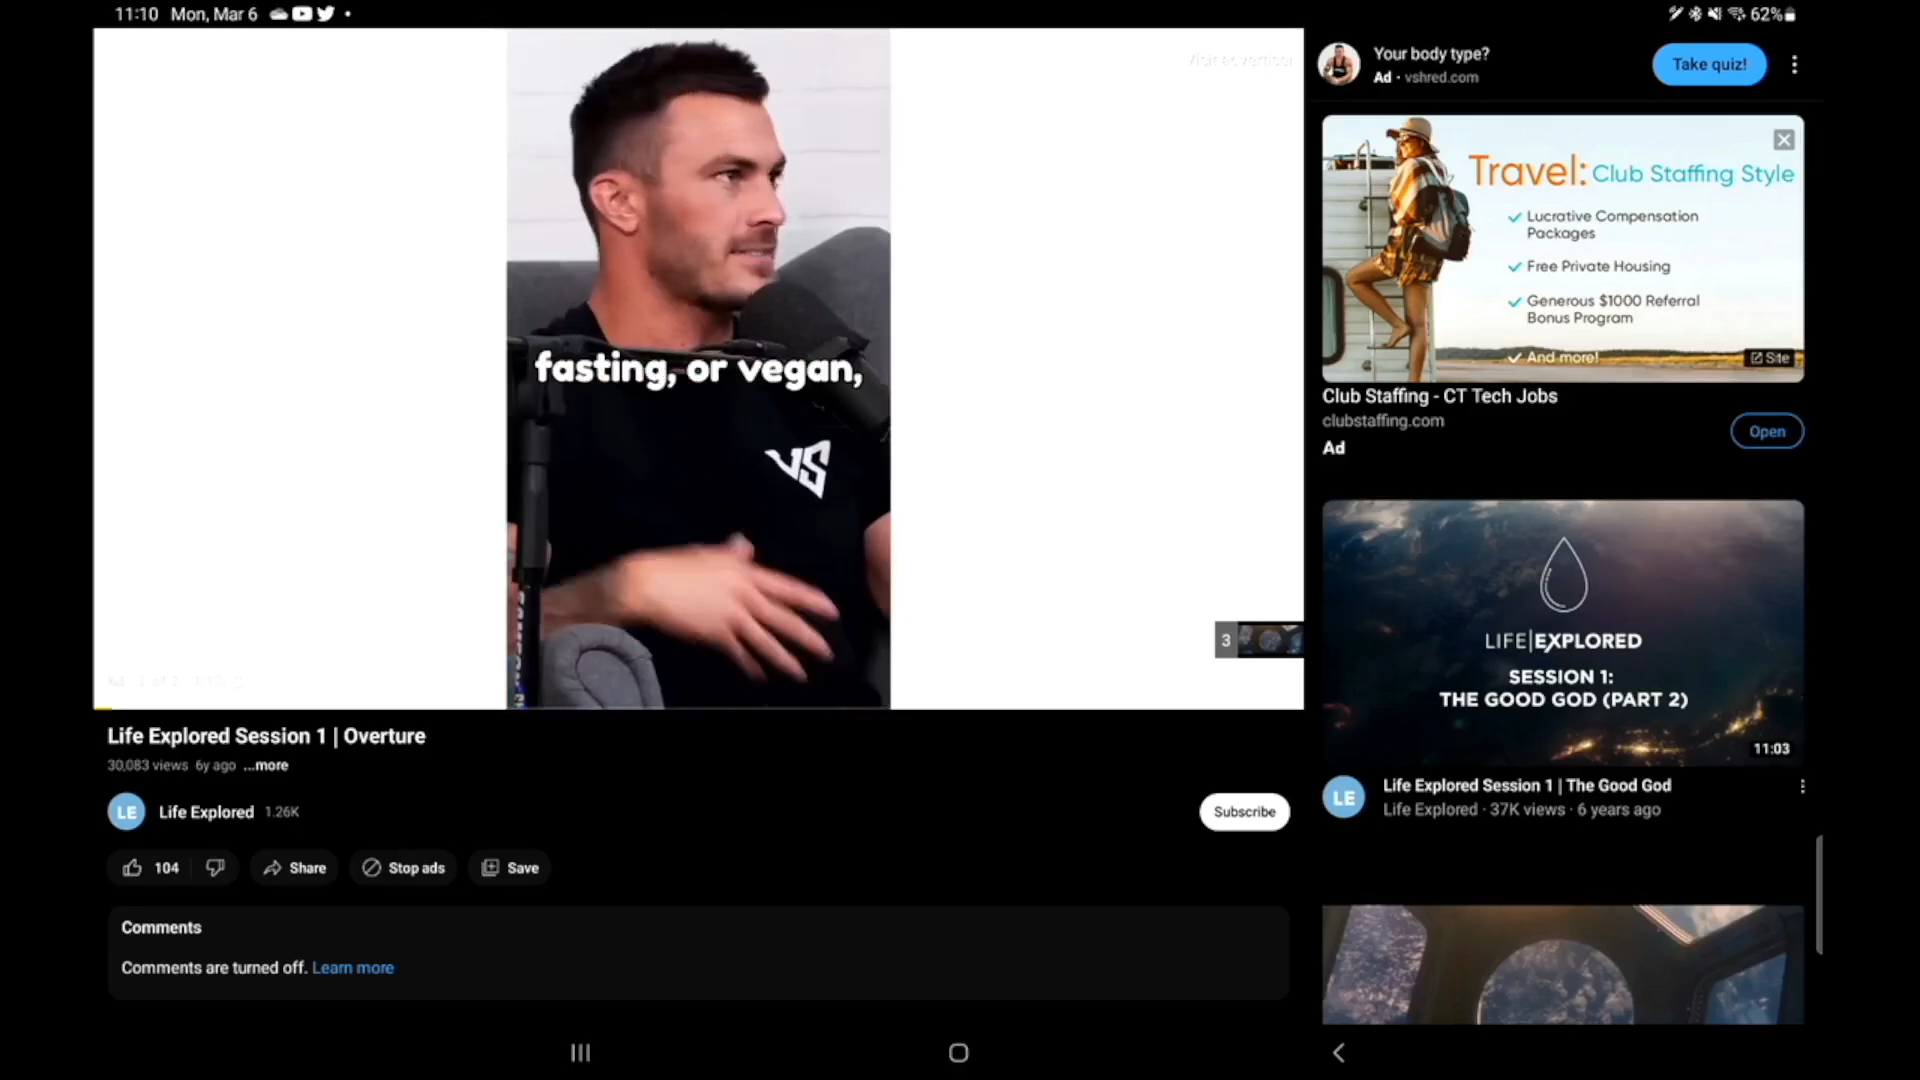 11:10 Mon, Mar 6
62%
Visit advertiser
fasting, or vegan,
VS
3
Life Explored Session 1 | Overture
30,083 views 6y ago ...more
LE Life Explored 1.26K
Subscribe
104
Share
Stop ads
Save
Comments
Comments are turned off. Learn more
Your body type?
Ad · vshred.com
Take quiz!
Travel: Club Staffing Style
Lucrative Compensation
Packages
Free Private Housing
Generous $1000 Referral
Bonus Program
And more!
Site
Club Staffing - CT Tech Jobs
clubstaffing.com
Ad
Open
LIFE|EXPLORED
SESSION 1:
THE GOOD GOD (PART 2)
11:03
LE
Life Explored Session 1 | The Good God
Life Explored · 37K views · 6 years ago